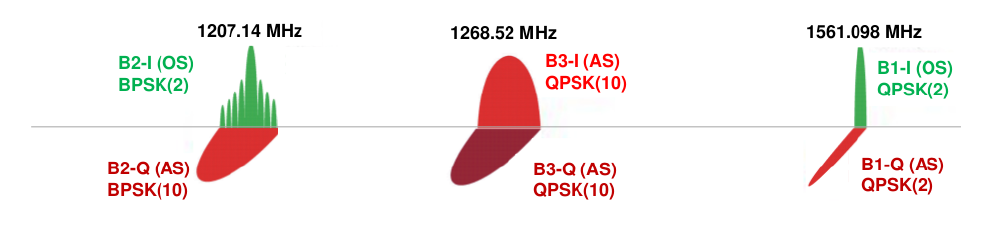 1207.14 MHz
B2-I (OS)
BPSK(2)
B2-Q (AS)
BPSK(10)
1268.52 MHz
B3-I (AS)
QPSK(10)
B3-Q (AS)
QPSK(10)
1561.098 MHz
B1-I (OS)
QPSK(2)
B1-Q (AS)
QPSK(2)